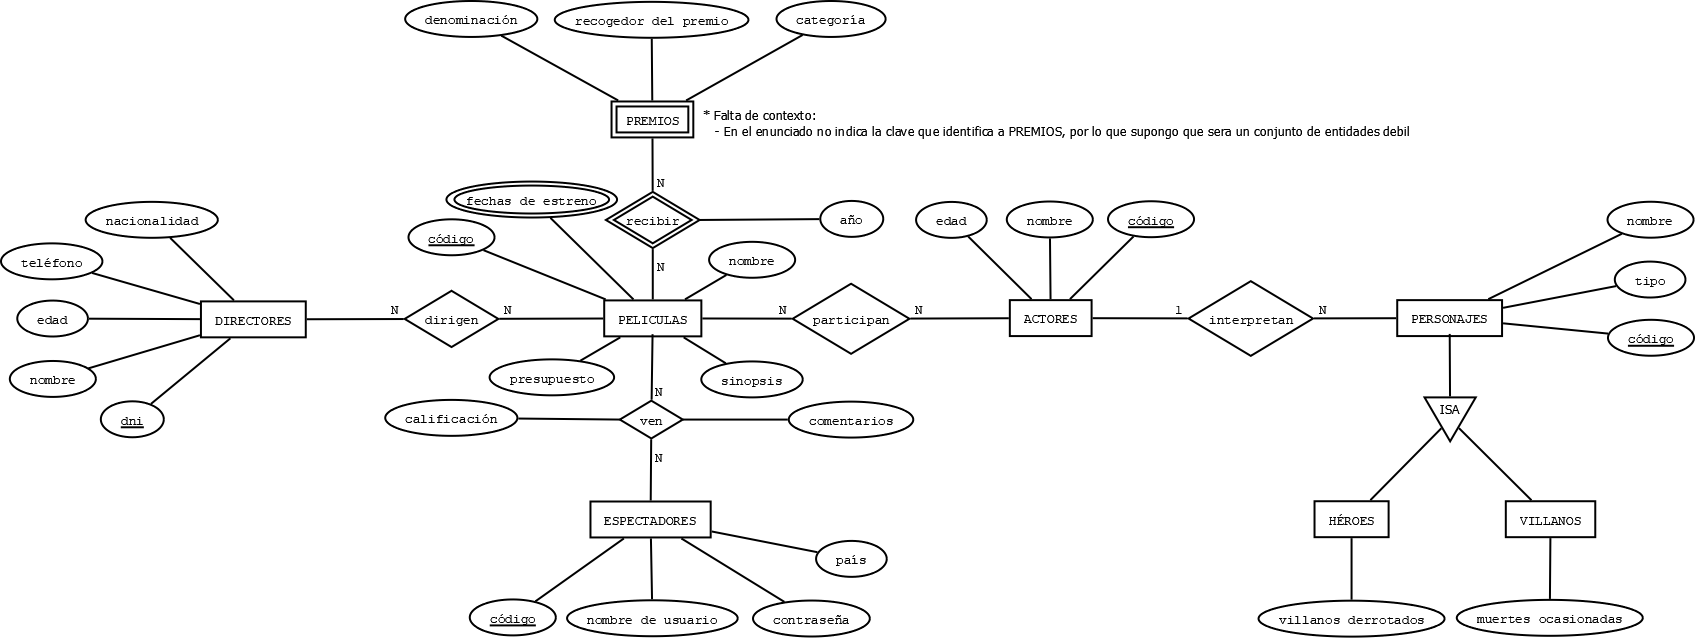 denominación
recogedor del premio
categoría
PREMIOS
* Falta de contexto:
- En el enunciado no indica la clave que identifica a PREMIOS, por lo que supongo que sera un conjunto de entidades debil
N
fechas de estreno
nacionalidad
recibir
año
edad
nombre
código
nombre
código
teléfono
N
nombre
tipo
DIRECTORES
N
dirigen
N
PELICULAS
N
participan
N
ACTORES
1
interpretan
N
PERSONAJES
edad
código
nombre
presupuesto
sinopsis
dni
N
calificación
ven
comentarios
ISA
N
ESPECTADORES
HÉROES
VILLANOS
país
código
nombre de usuario
contraseña
villanos derrotados
muertes ocasionadas